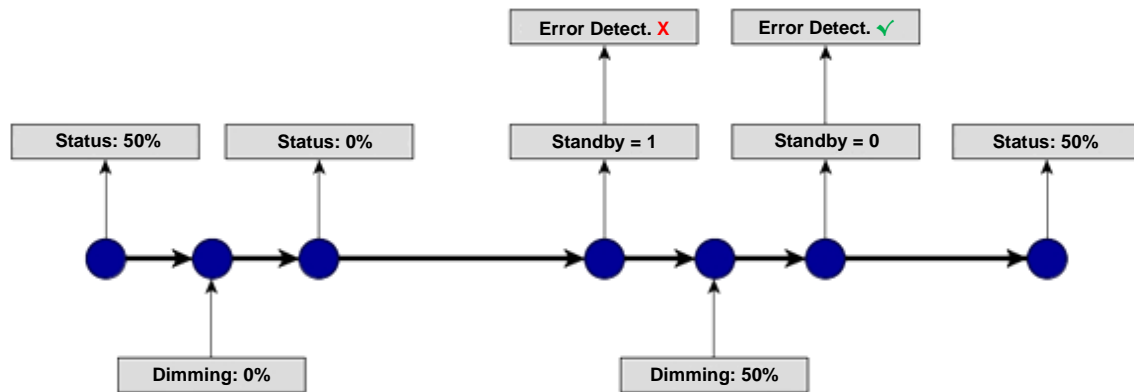 Error Detect. X
Error Detect. ✓
Status: 50%
Status: 0%
Standby = 1
Standby = 0
Status: 50%
Dimming: 0%
Dimming: 50%